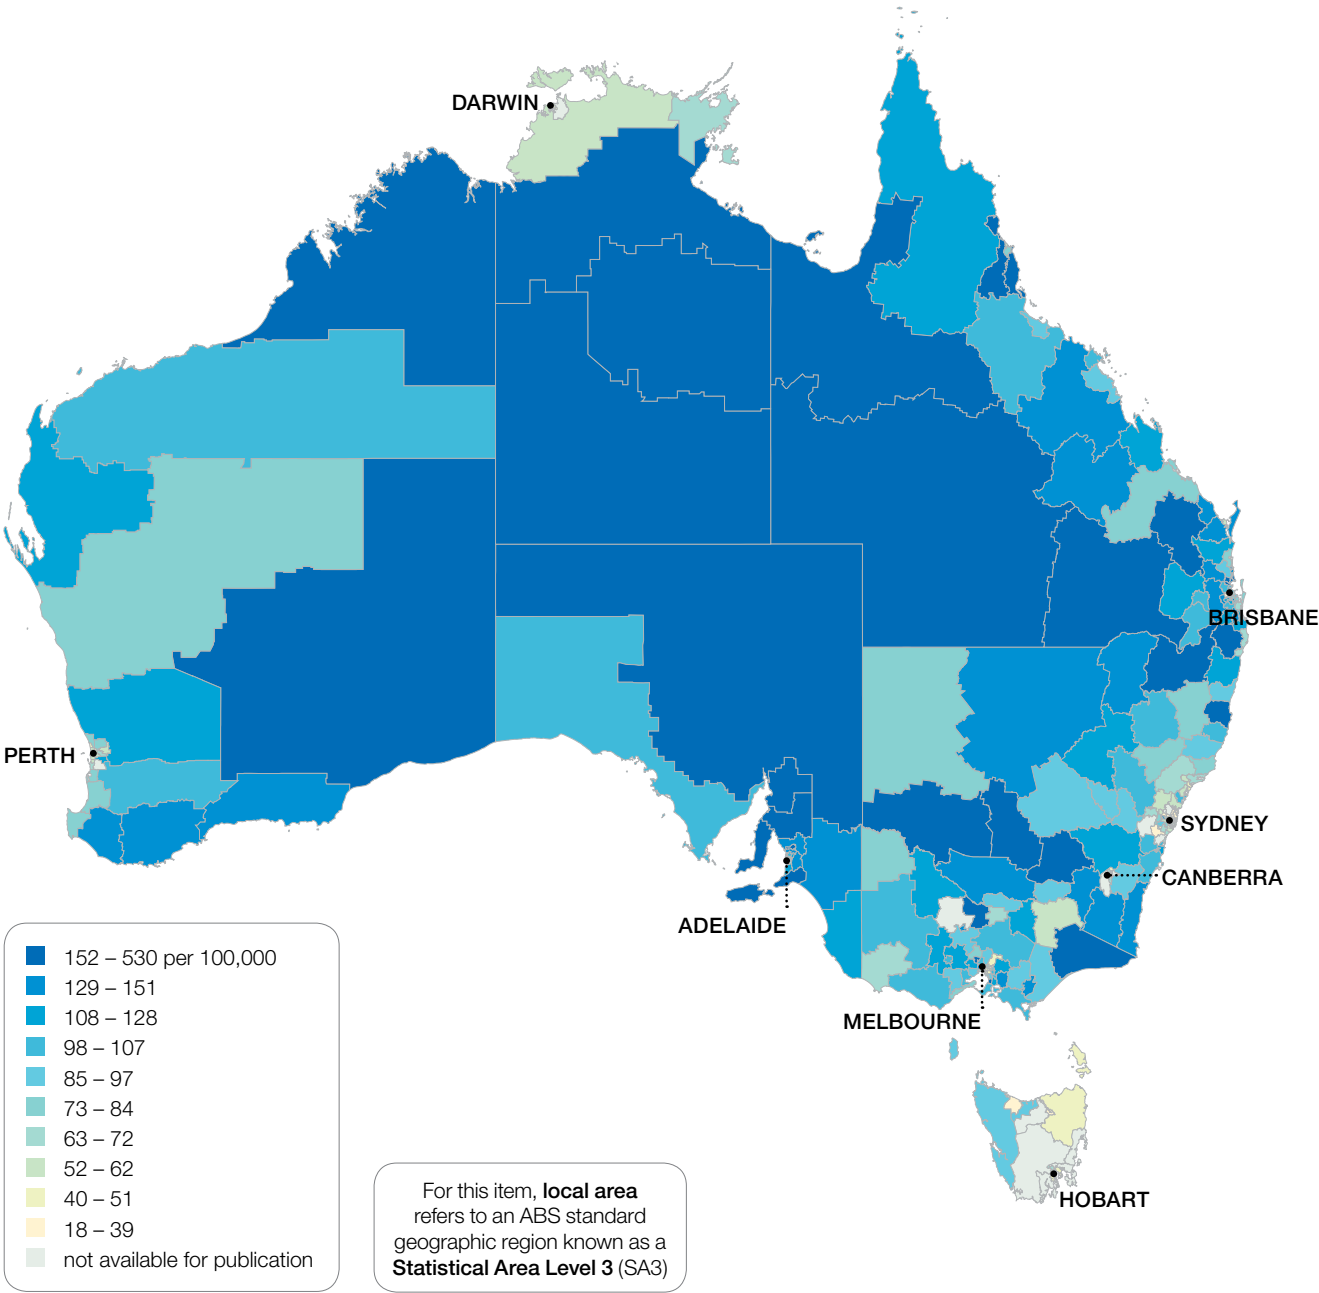 DARWIN
BRISBANE
PERTH
SYDNEY
CANBERRA
ADELAIDE
MELBOURNE
HOBART
152 – 530 per 100,000
129 – 151
108 – 128
98 – 107
85 – 97
73 – 84
63 – 72
52 – 62
40 – 51
18 – 39
not available for publication
For this item, local area
refers to an ABS standard
geographic region known as a
Statistical Area Level 3 (SA3)